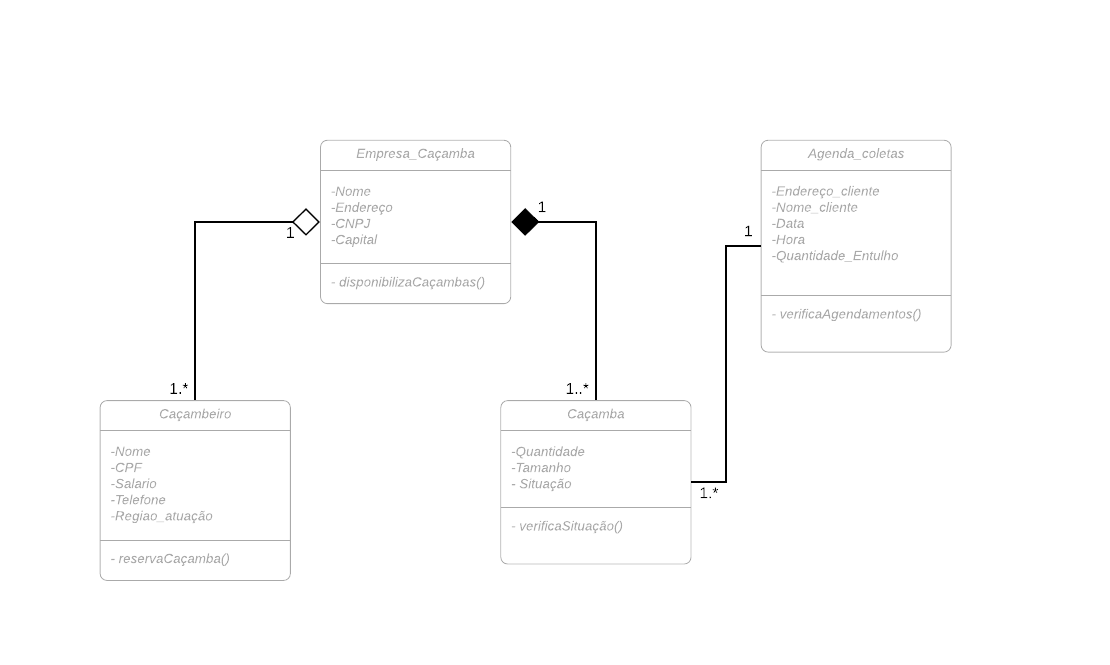 Empresa_Caçamba
-Nome
-Endereço
-CNPJ
-Capital
- disponibilizaCaçambas()
1
1
Agenda_coletas
-Endereço_cliente
-Nome_cliente
-Data
-Hora
-Quantidade_Entulho
- verificaAgendamentos()
1
1.*
Caçambeiro
-Nome
-CPF
-Salario
-Telefone
-Regiao_atuação
- reservaCaçamba()
1..*
Caçamba
-Quantidade
-Tamanho
- Situação
- verificaSituação()
1.*